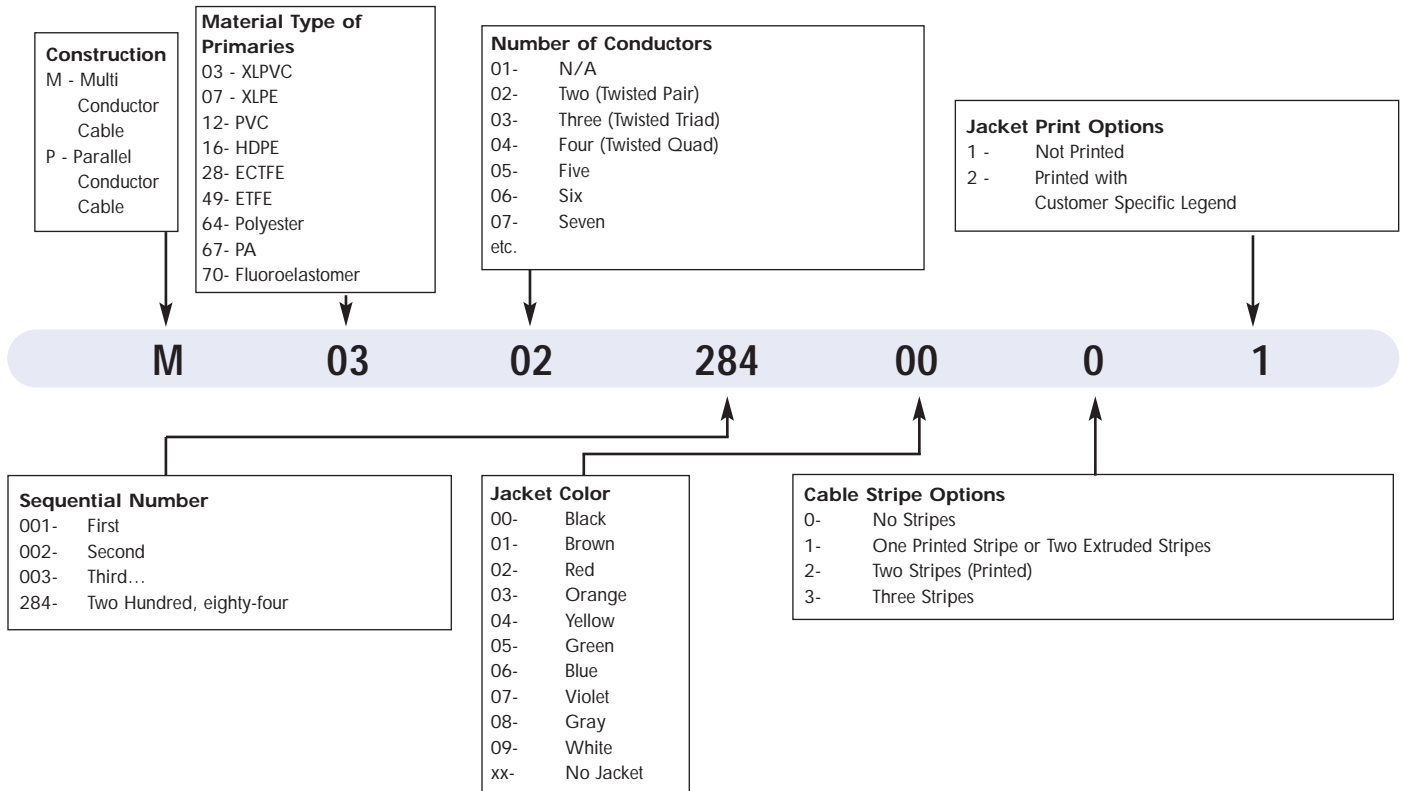 Construction
M - Multi
Conductor
Cable
P - Parallel
Conductor
Cable
Material Type of
Primaries
03 - XLPVC
07 - XLPE
12- PVC
16- HDPE
28- ECTFE
49- ETFE
64- Polyester
67- PA
70- Fluoroelastomer
Number of Conductors
01- N/A
02- Two (Twisted Pair)
03- Three (Twisted Triad)
04- Four (Twisted Quad)
05- Five
06- Six
07- Seven
etc.
Jacket Print Options
1 - Not Printed
2 - Printed with
Customer Specific Legend
M 03 02 284 00 0 1
Sequential Number
001- First
002- Second
003- Third…
284- Two Hundred, eighty-four
Jacket Color
00- Black
01- Brown
02- Red
03- Orange
04- Yellow
05- Green
06- Blue
07- Violet
08- Gray
09- White
xx- No Jacket
Cable Stripe Options
0- No Stripes
1- One Printed Stripe or Two Extruded Stripes
2- Two Stripes (Printed)
3- Three Stripes